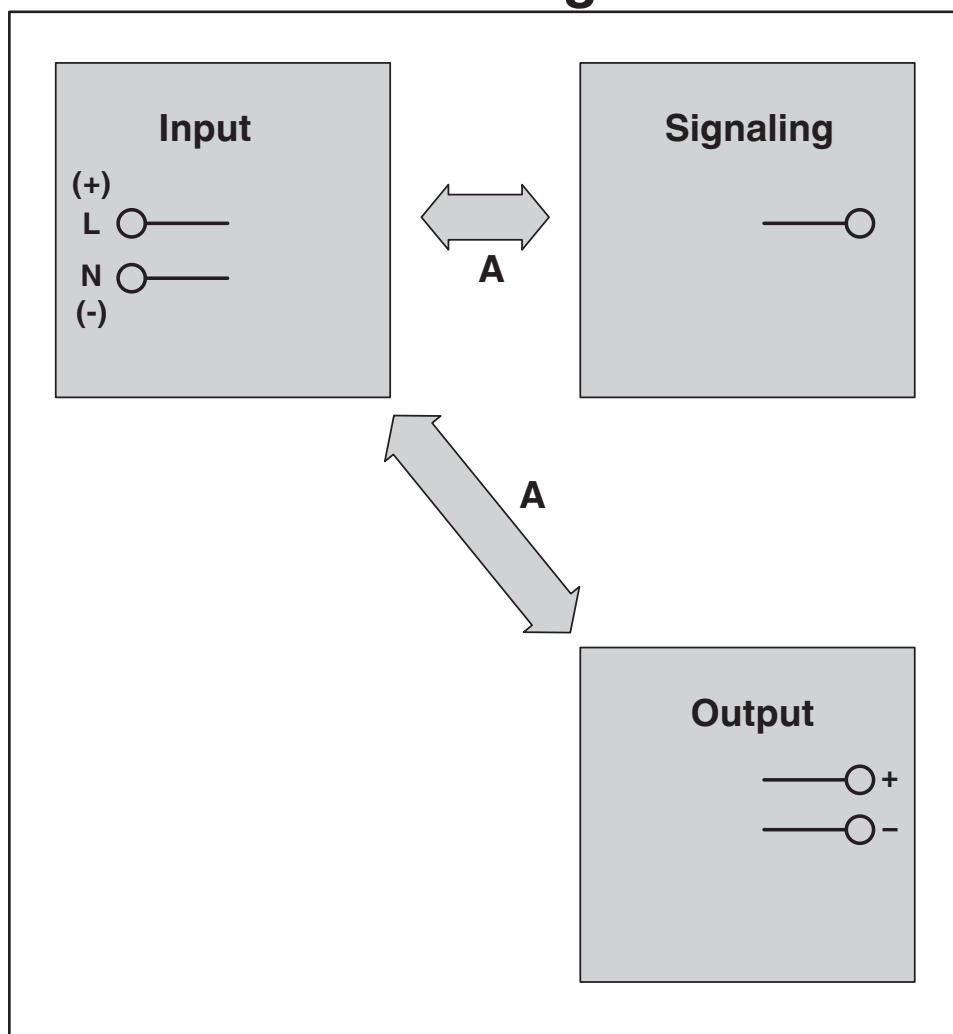 Input
(+)
L
N
(-)
A
Signaling
A
Output
+
–